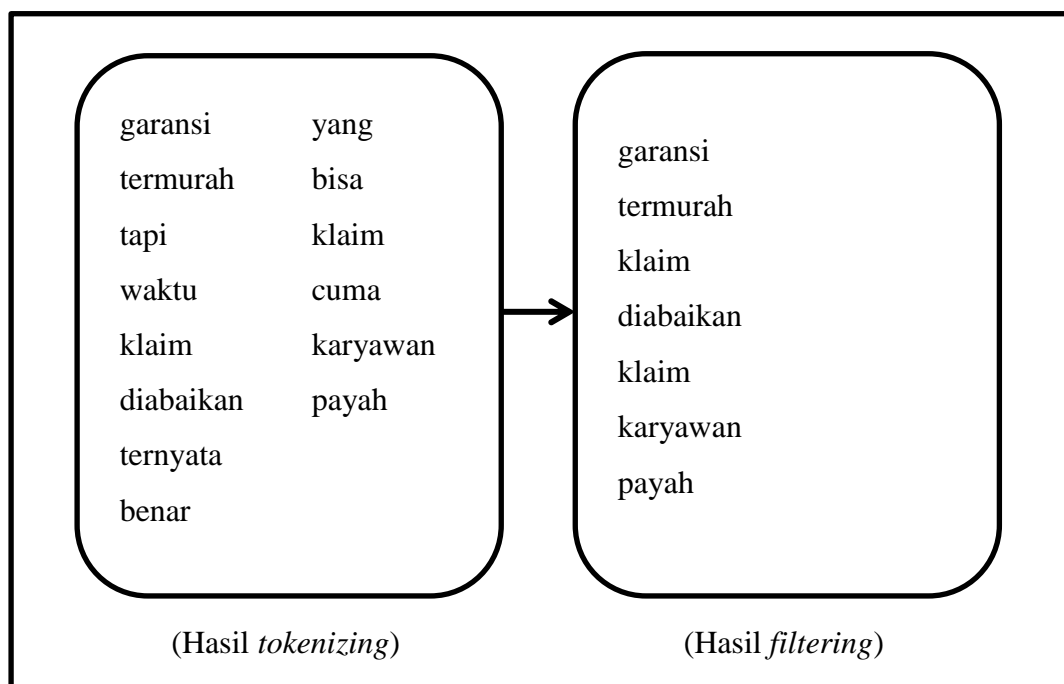 garansi
termurah
tapi
waktu
klaim
diabaikan
ternyata
benar
yang
bisa
klaim
cuma
karyawan
payah
garansi
termurah
klaim
diabaikan
klaim
karyawan
payah
(Hasil tokenizing)
(Hasil filtering)